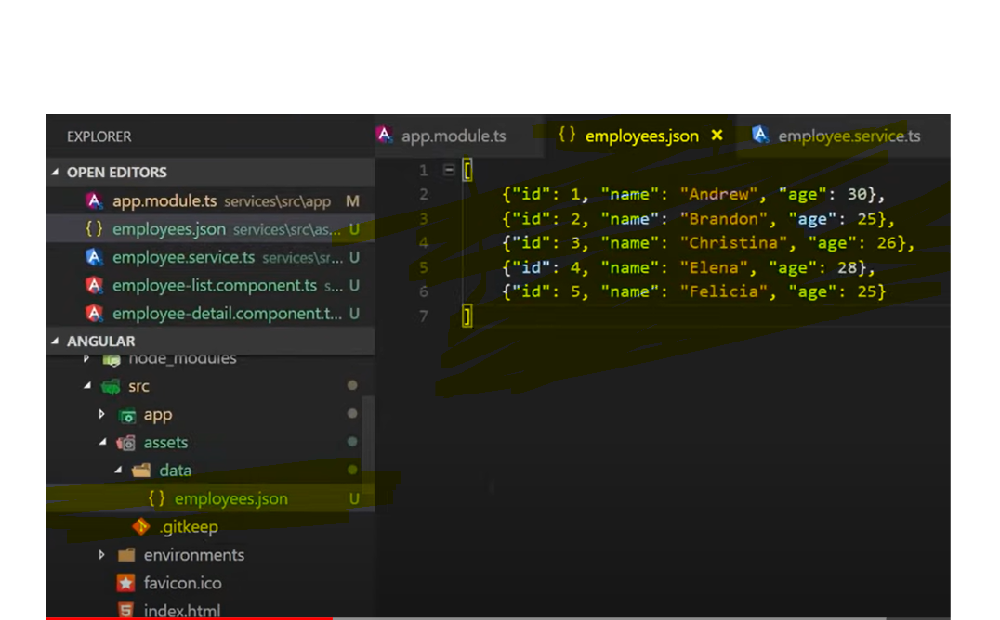 EXPLORER
OPEN EDITORS
app.module.ts services\src\app M
employees.json services\src\as... U
employee.service.ts services\sr... U
employee-list.component.ts s... U
employee-detail.component.t... U
ANGULAR
node_modules
src
app
assets
data
employees.json U
.gitkeep
environments
favicon.ico
index.html
app.module.ts {} employees.json × employee.service.ts
1 [
2 {"id": 1, "name": "Andrew", "age": 30},
3 {"id": 2, "name": "Brandon", "age": 25},
4 {"id": 3, "name": "Christina", "age": 26},
5 {"id": 4, "name": "Elena", "age": 28},
6 {"id": 5, "name": "Felicia", "age": 25}
7 ]